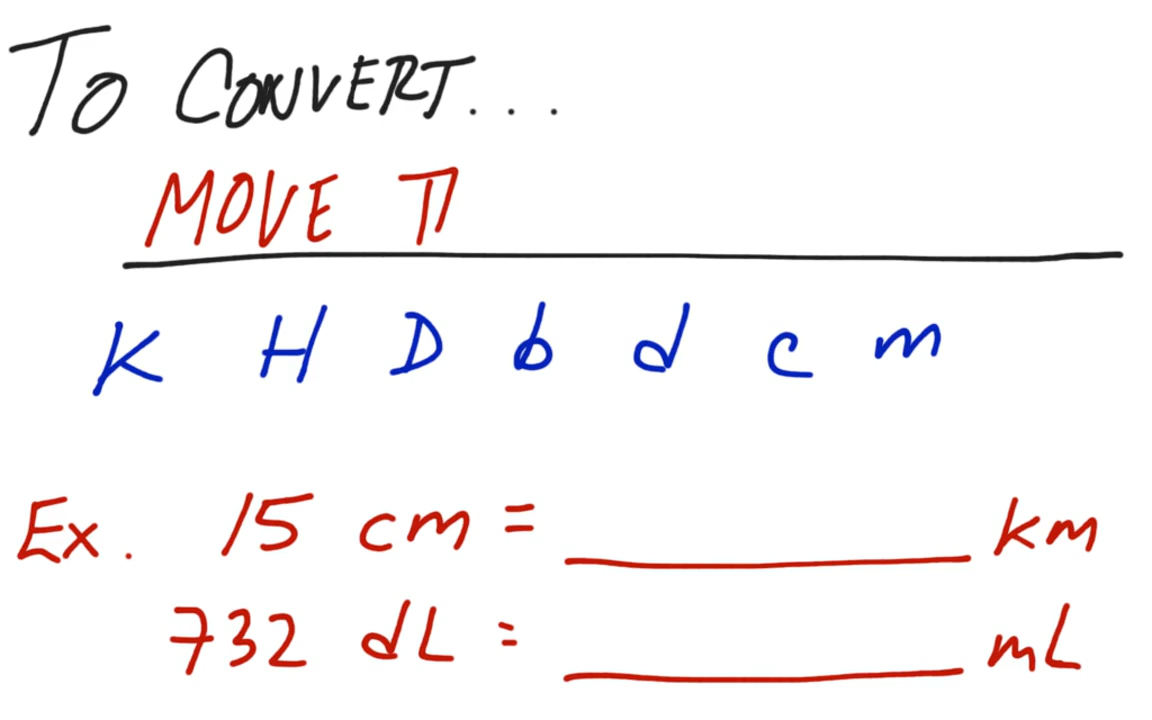 TO CONVERT...
MOVE
K H D b d c m
Ex. 15 cm = km
732 dL = mL